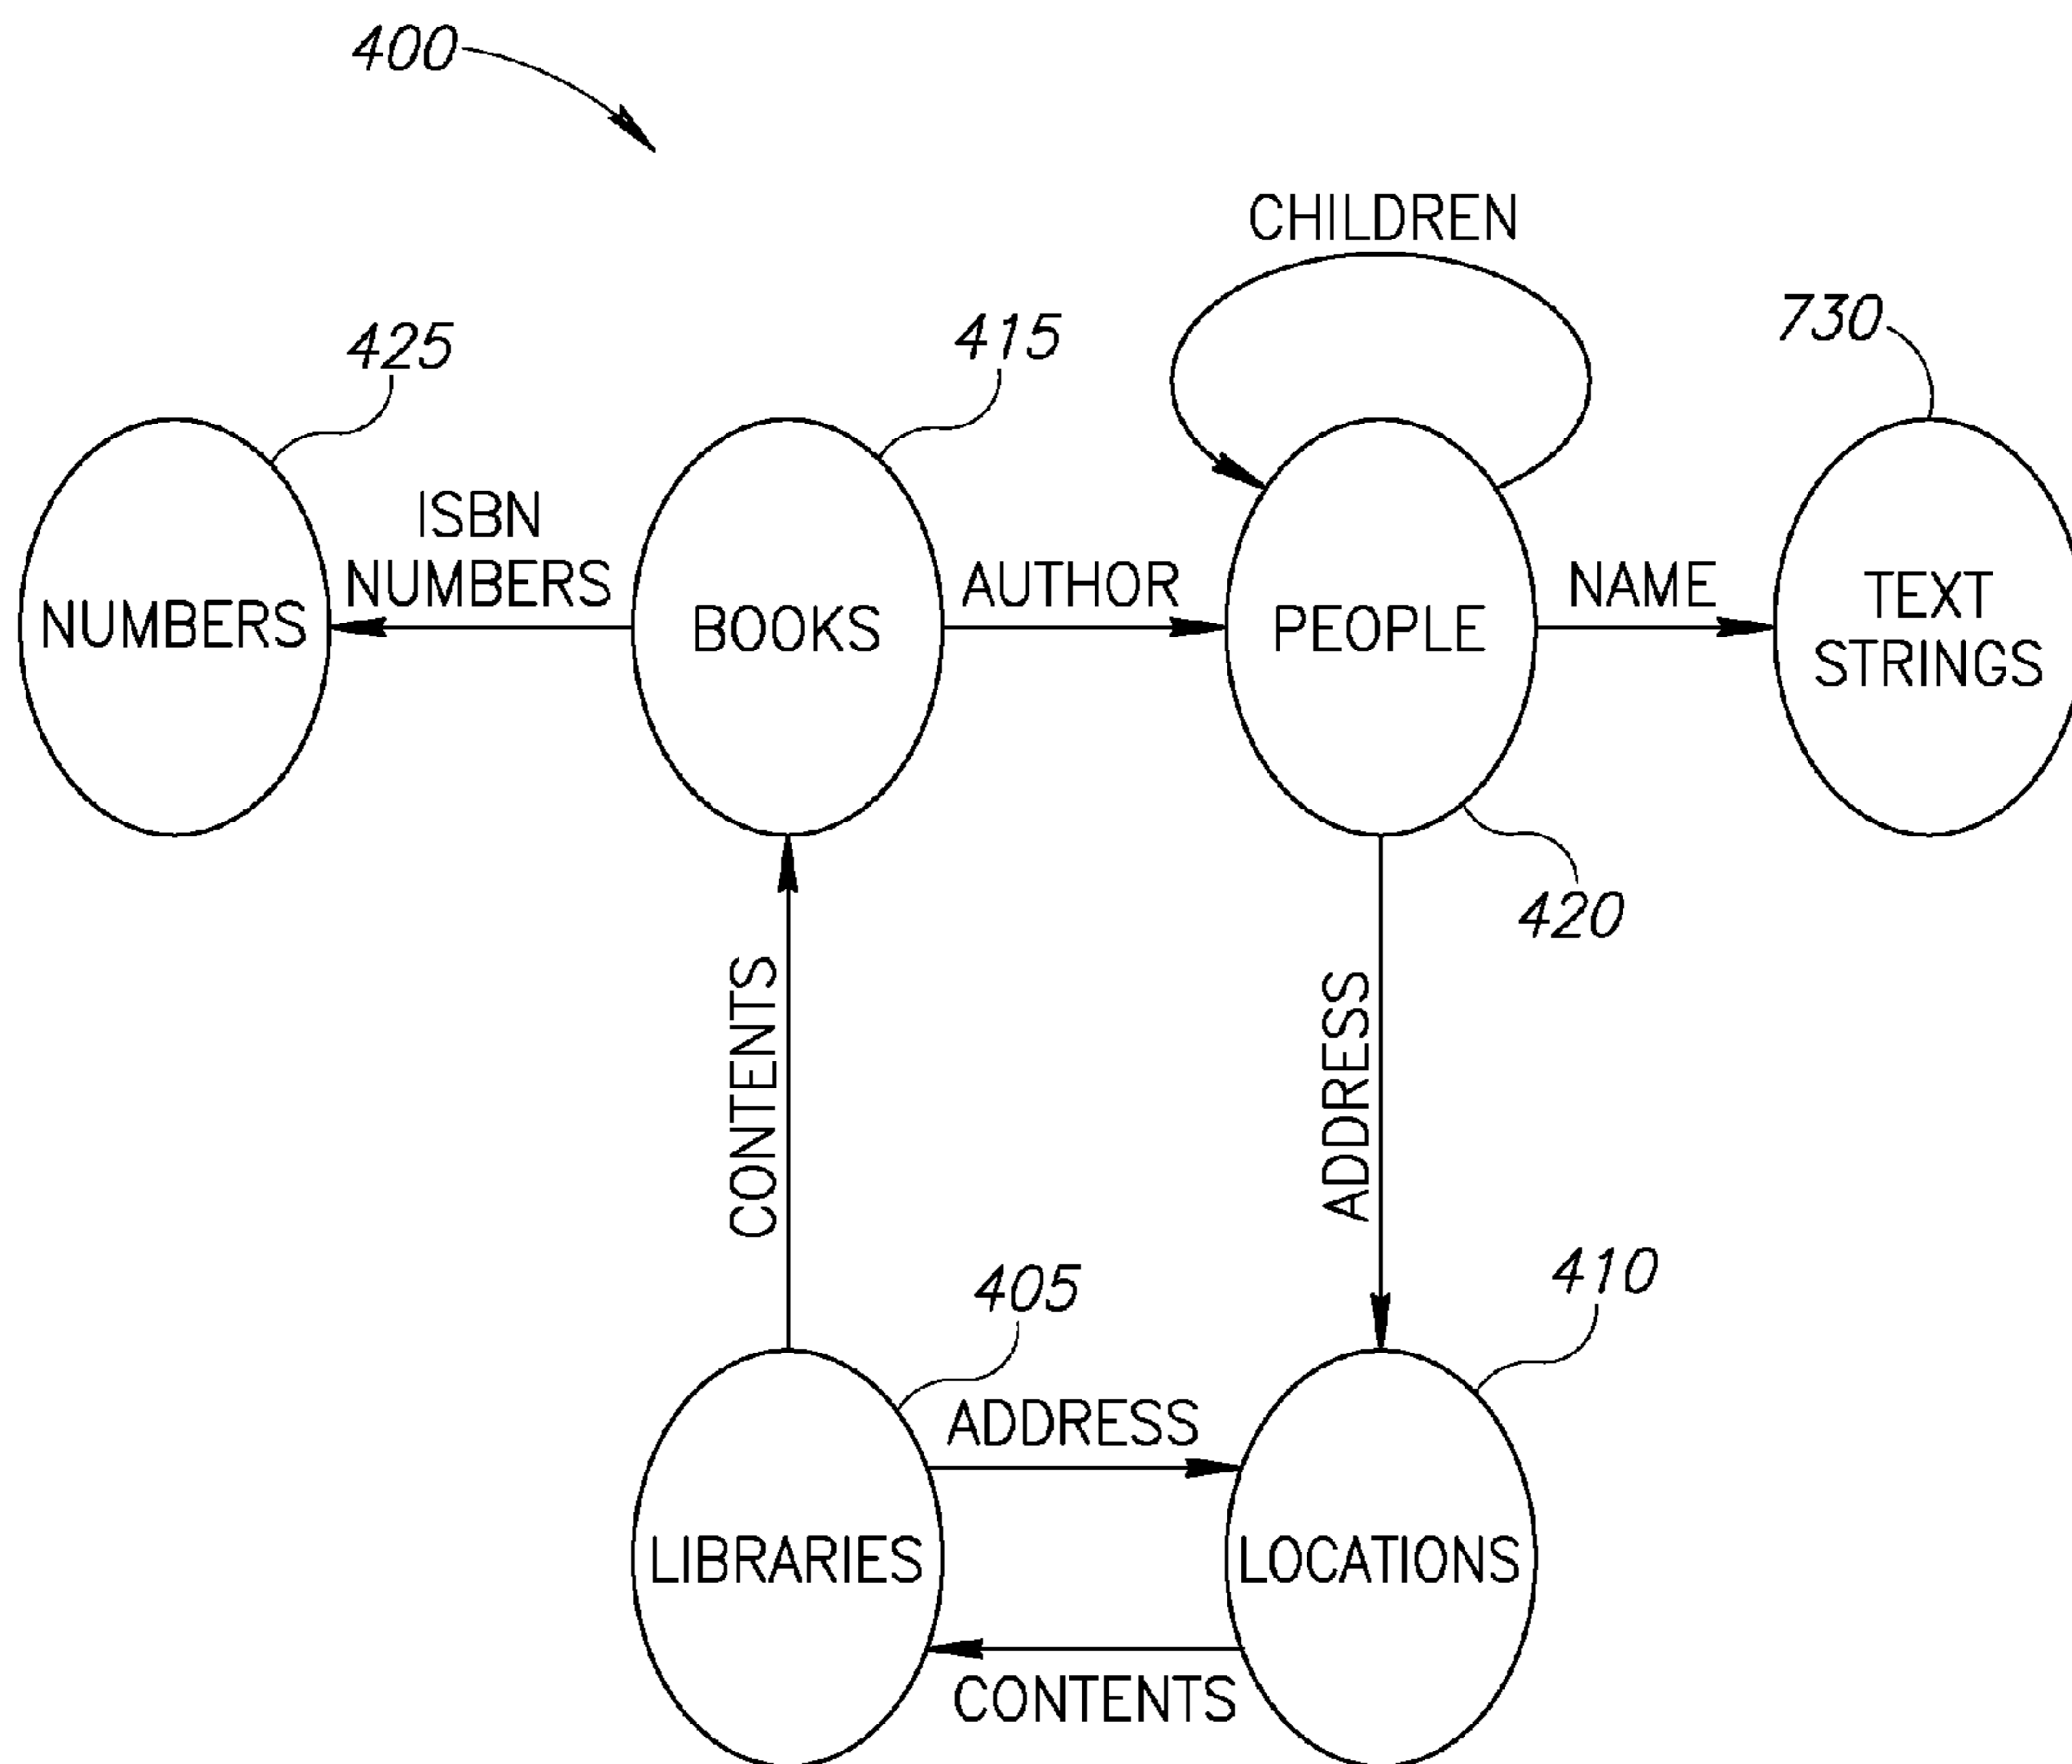 400
CHILDREN
425
415
730
ISBN
NUMBERS
NUMBERS
BOOKS
AUTHOR
PEOPLE
NAME
TEXT
STRINGS
420
CONTENTS
ADDRESS
405
410
ADDRESS
LIBRARIES
LOCATIONS
CONTENTS